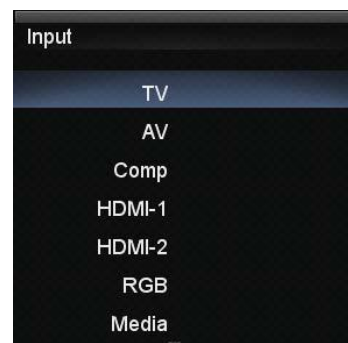 Input
TV
AV
Comp
HDMI-1
HDMI-2
RGB
Media